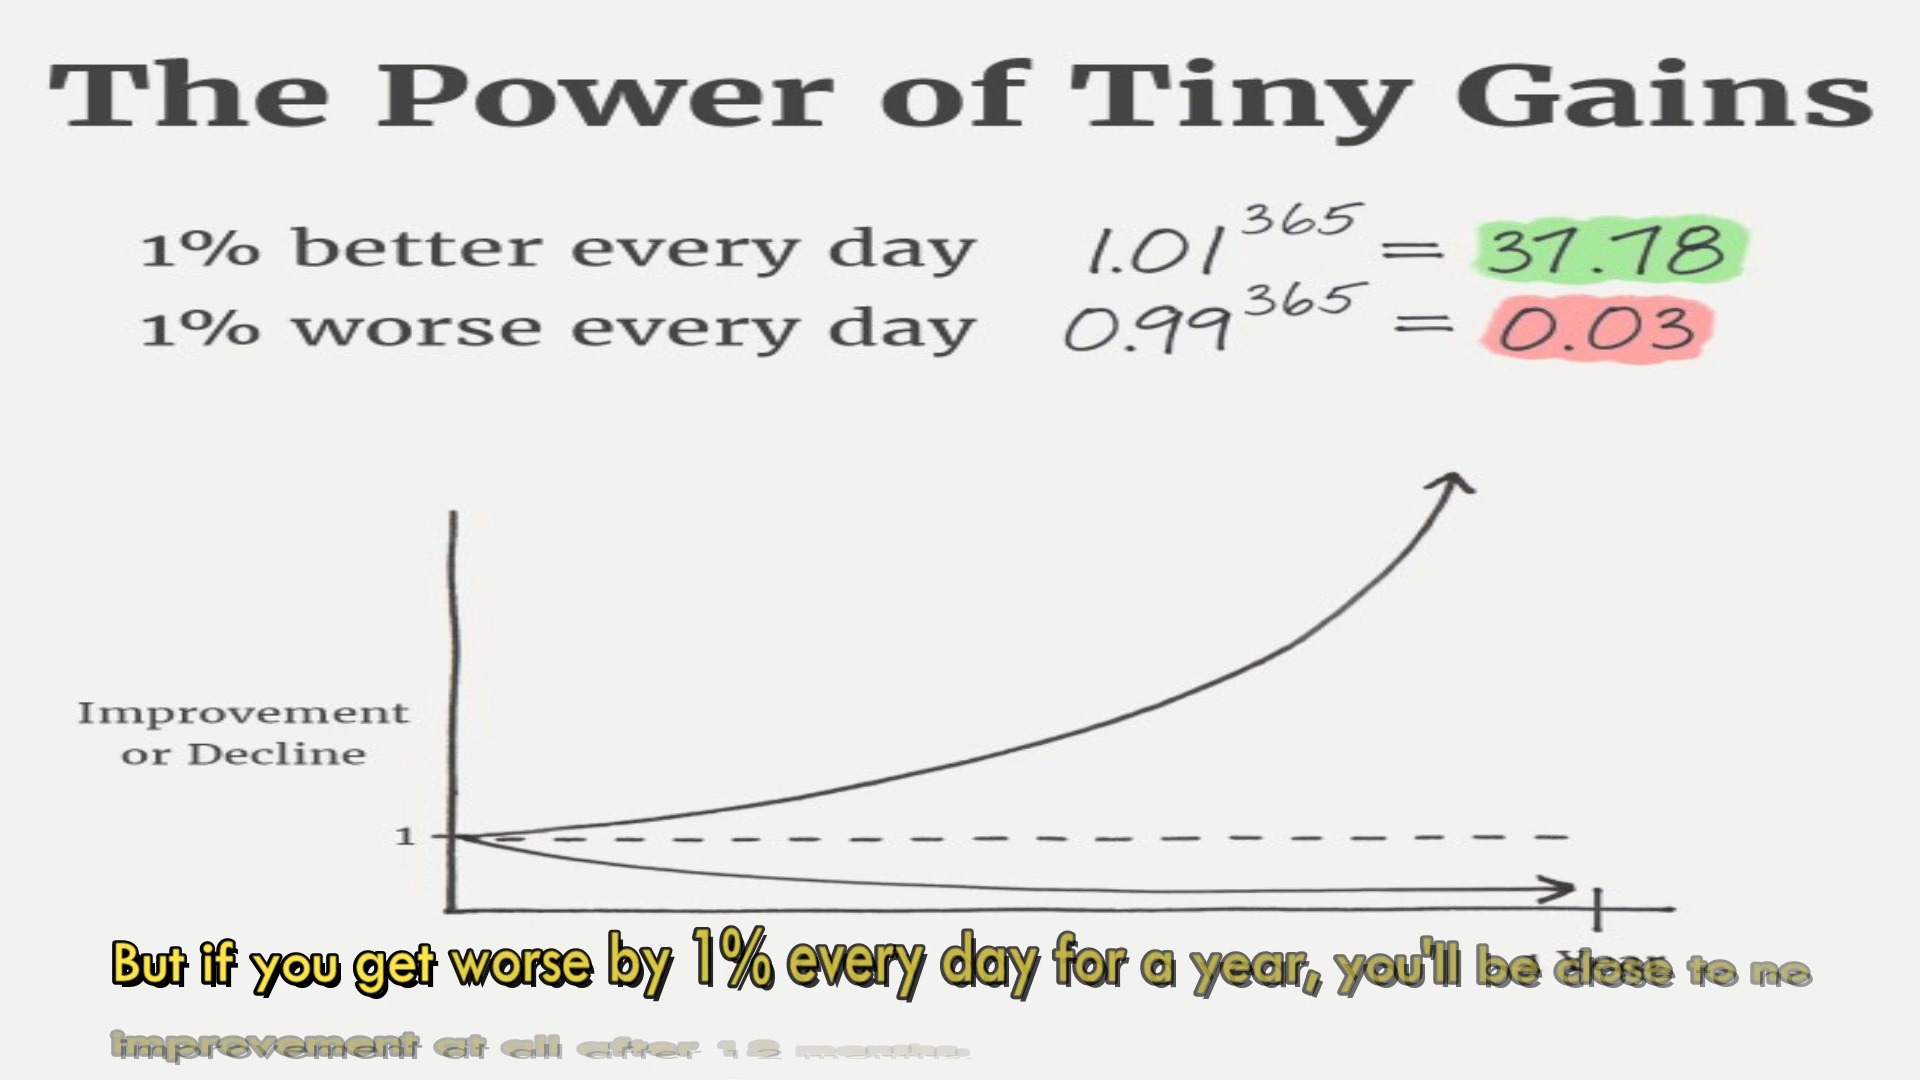 The Power of Tiny Gains
1% better every day 1.01^365 = 37.78
1% worse every day 0.99^365 = 0.03
Improvement
or Decline
1
But if you get worse by 1% every day for a year, you'll be close to no
improvement at all after 12 months.